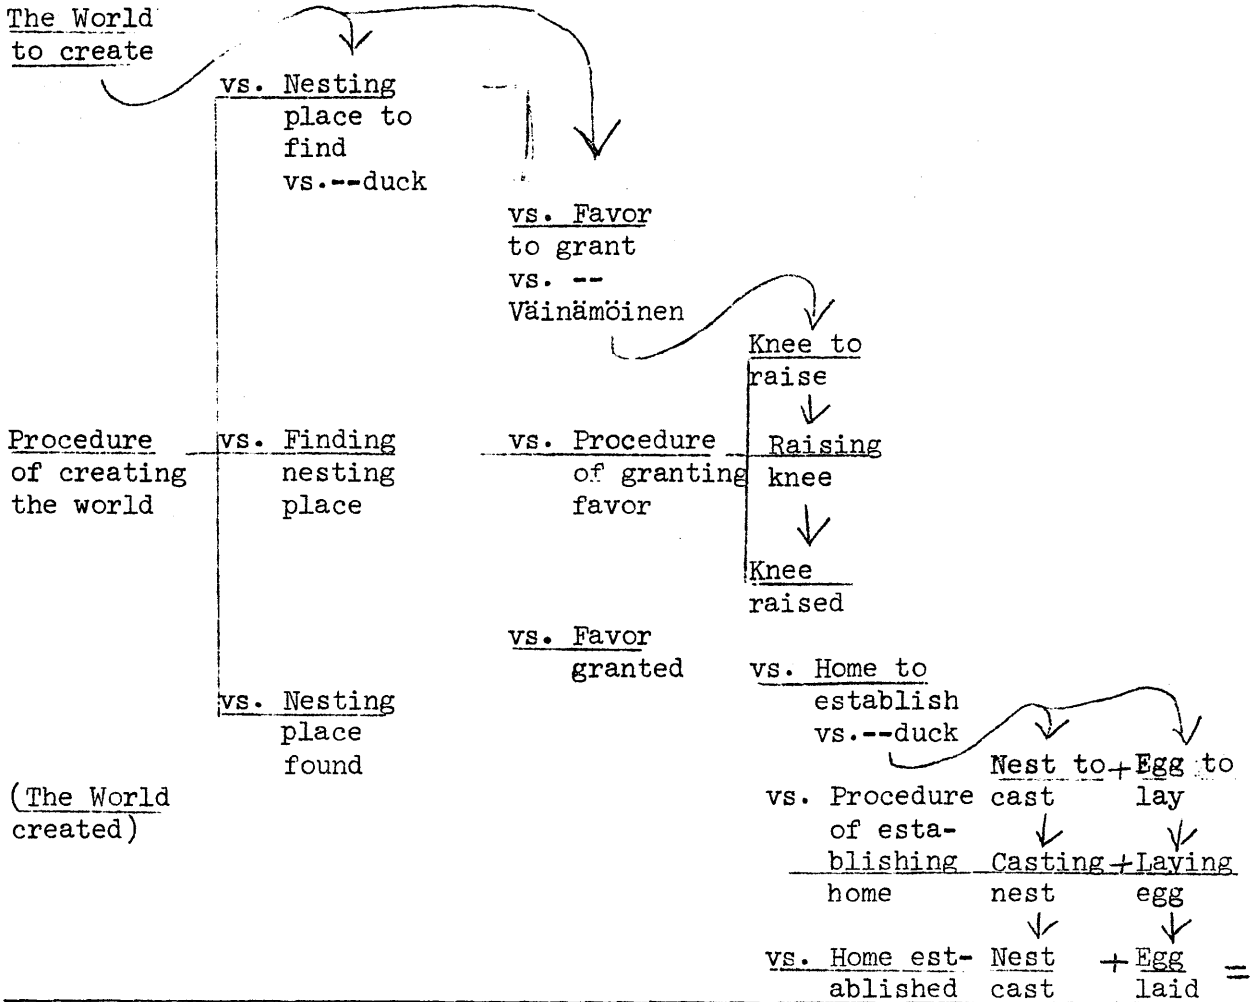 The World
to create
vs. Nesting
place to
find
vs.--duck
vs. Favor
to grant
vs. --
Väinämöinen
Knee to
raise
Procedure
of creating
the world
vs. Finding
nesting
place
vs. Procedure
of granting
favor
Raising
knee
Knee
raised
vs. Favor
granted
vs. Nesting
place
found
(The World
created)
vs. Home to
establish
vs.--duck
Nest to + Egg to
cast lay
vs. Procedure
of esta-
blishing
home
Casting + Laying
nest egg
vs. Home est-
ablished
Nest + Egg =
cast laid